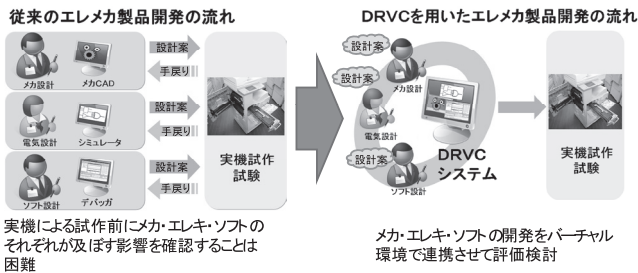 従来のエレメカ製品開発の流れ
設計案
手戻り
メカ設計
メカCAD
設計案
手戻り
電気設計
シミュレータ
設計案
手戻り
ソフト設計
デバッガ
実機試作
試験
実機による試作前にメカ・エレキ・ソフトの
それぞれが及ぼす影響を確認することは
困難
DRVCを用いたエレメカ製品開発の流れ
設計案
メカ設計
設計案
電気設計
設計案
ソフト設計
DRVC
システム
実機試作
試験
メカ・エレキ・ソフトの開発をバーチャル
環境で連携させて評価検討